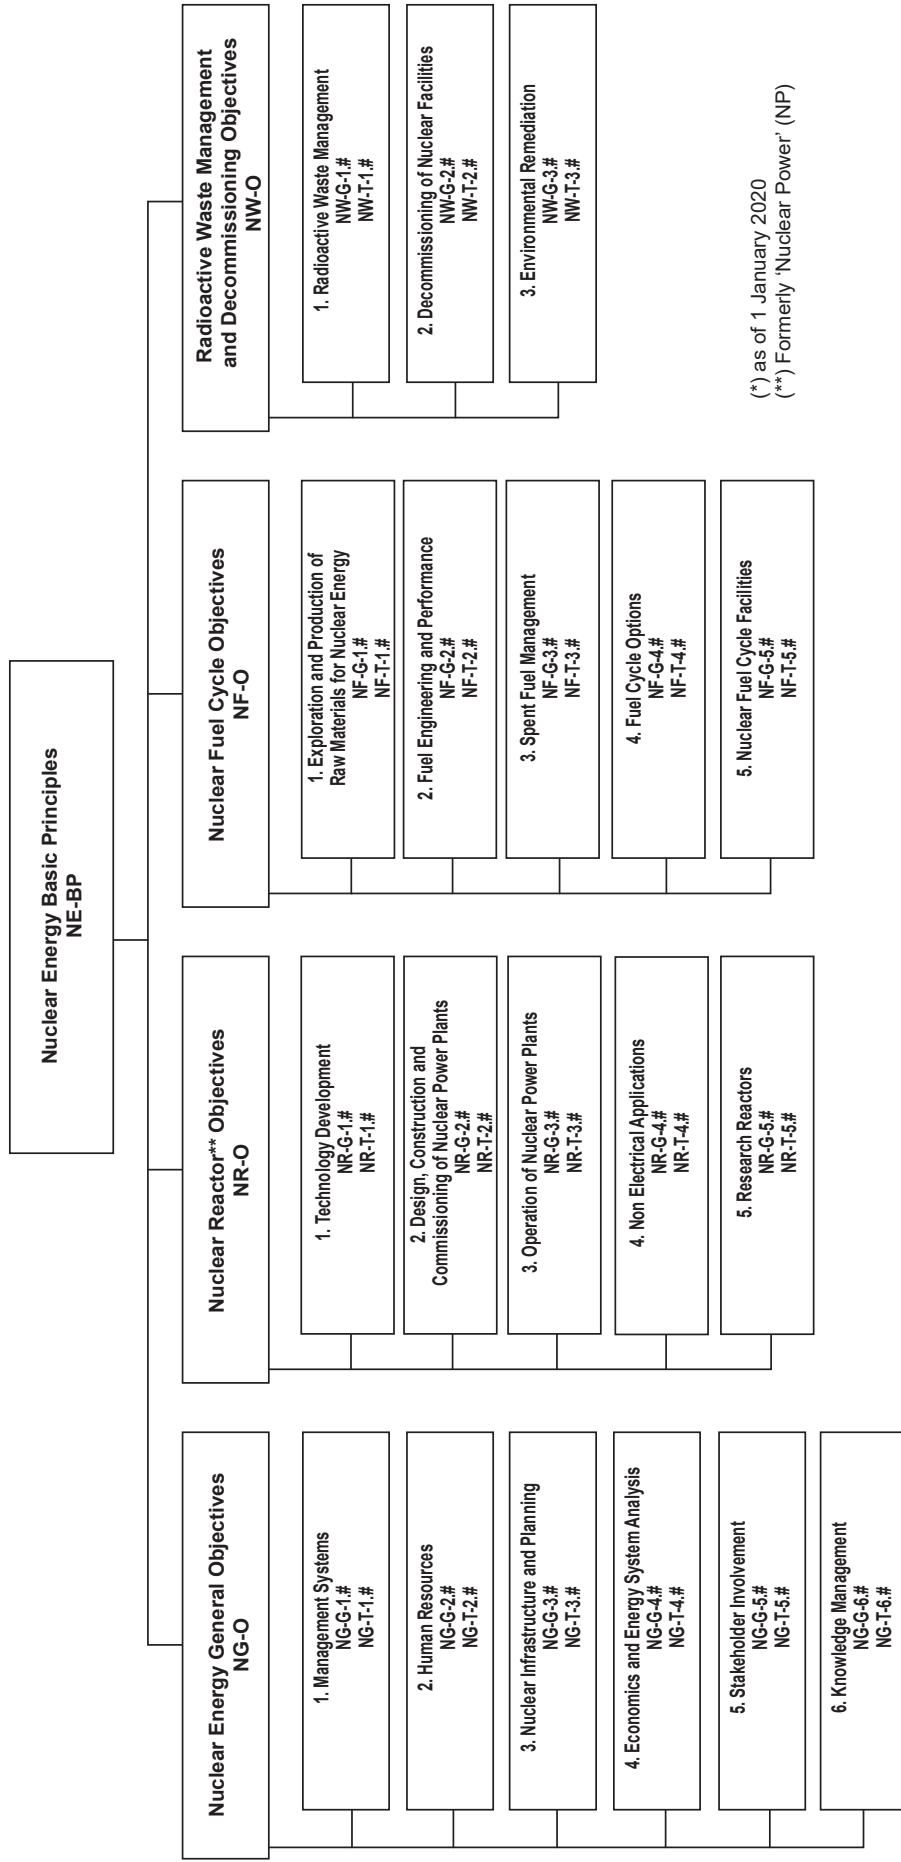 Nuclear Energy Basic Principles
NE-BP
Nuclear Energy General Objectives
NG-O
1. Management Systems
NG-G-1.#
NG-T-1.#
2. Human Resources
NG-G-2.#
NG-T-2.#
3. Nuclear Infrastructure and Planning
NG-G-3.#
NG-T-3.#
4. Economics and Energy System Analysis
NG-G-4.#
NG-T-4.#
5. Stakeholder Involvement
NG-G-5.#
NG-T-5.#
6. Knowledge Management
NG-G-6.#
NG-T-6.#
Nuclear Reactor** Objectives
NR-O
1. Technology Development
NR-G-1.#
NR-T-1.#
2. Design, Construction and
Commissioning of Nuclear Power Plants
NR-G-2.#
NR-T-2.#
3. Operation of Nuclear Power Plants
NR-G-3.#
NR-T-3.#
4. Non Electrical Applications
NR-G-4.#
NR-T-4.#
5. Research Reactors
NR-G-5.#
NR-T-5.#
Nuclear Fuel Cycle Objectives
NF-O
1. Exploration and Production of
Raw Materials for Nuclear Energy
NF-G-1.#
NF-T-1.#
2. Fuel Engineering and Performance
NF-G-2.#
NF-T-2.#
3. Spent Fuel Management
NF-G-3.#
NF-T-3.#
4. Fuel Cycle Options
NF-G-4.#
NF-T-4.#
5. Nuclear Fuel Cycle Facilities
NF-G-5.#
NF-T-5.#
Radioactive Waste Management
and Decommissioning Objectives
NW-O
1. Radioactive Waste Management
NW-G-1.#
NW-T-1.#
2. Decommissioning of Nuclear Facilities
NW-G-2.#
NW-T-2.#
3. Environmental Remediation
NW-G-3.#
NW-T-3.#
(*) as of 1 January 2020
(**) Formerly ‘Nuclear Power’ (NP)